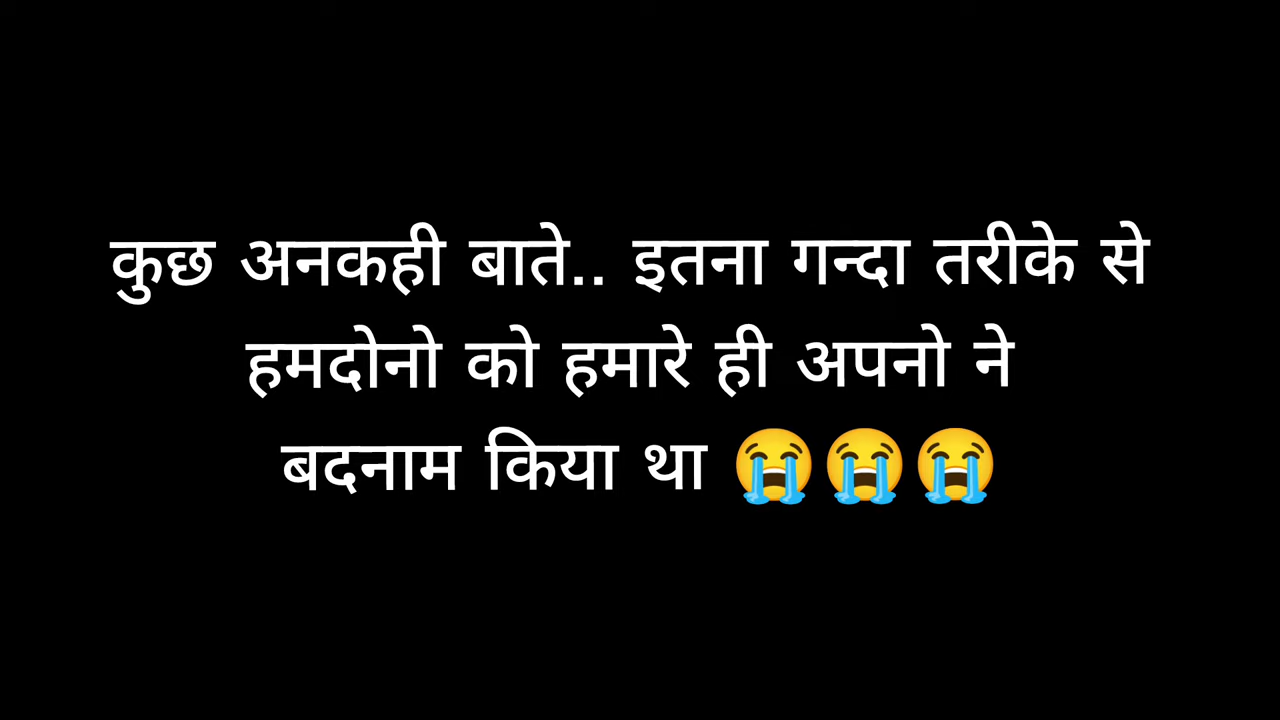 कुछ अनकही बाते.. इतना गन्दा तरीके से
हमदोनो को हमारे ही अपनो ने
बदनाम किया था 😭😭😭